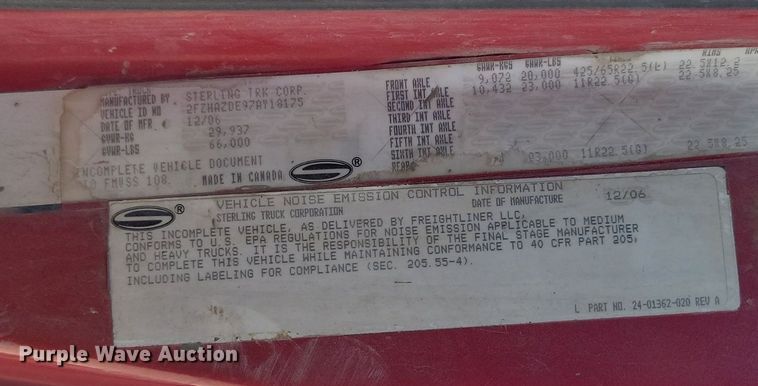 TRUCK
MANUFACTURED BY STERLING TRK CORP.
VEHICLE ID NO 2FZHAZDE97AY18175
DATE OF MFR 12/06
GVWR-KG 29,937
GVWR-LBS 66,000
INCOMPLETE VEHICLE DOCUMENT
TO FMVSS 108. MADE IN CANADA ®
GAWR-KGS GAWR-LBS RIMS
FRONT AXLE 9,072 20,000 425/65R22.5(L) 22.5X12.2
FIRST INT AXLE 10,432 23,000 11R22.5(G) 22.5X8.25
SECOND INT AXLE
THIRD INT AXLE
FOURTH INT AXLE
FIFTH INT AXLE
SIXTH INT AXLE
REAR 23,000 11R22.5(G) 22.5X8.25
® VEHICLE NOISE EMISSION CONTROL INFORMATION
STERLING TRUCK CORPORATION DATE OF MANUFACTURE 12/06
THIS INCOMPLETE VEHICLE, AS DELIVERED BY FREIGHTLINER LLC,
CONFORMS TO U.S. EPA REGULATIONS FOR NOISE EMISSION APPLICABLE TO MEDIUM
AND HEAVY TRUCKS. IT IS THE RESPONSIBILITY OF THE FINAL STAGE MANUFACTURER
TO COMPLETE THIS VEHICLE WHILE MAINTAINING CONFORMANCE TO 40 CFR PART 205,
INCLUDING LABELING FOR COMPLIANCE (SEC. 205.55-4).
L PART NO. 24-01362-020 REV A
Purple Wave Auction